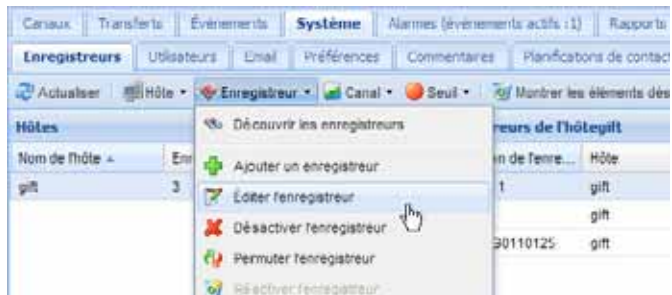 Canaux Transferts Événements Système Alarmes (évènements actifs :1) Rapports
Enregistreurs Utilisateurs Email Préférences Commentaires Planifications de contact
Actualiser Hôte Enregistreur Canal Seuil Montrer les éléments dés
Hôtes reurs de l'hôtegift
Nom de l'hôte Enr n de l'enre... Hôte
gift 3 1 gift
gift
30110125 gift
Découvrir les enregistreurs
Ajouter un enregistreur
Éditer l'enregistreur
Désactiver l'enregistreur
Permuter l'enregistreur
Réactiver l'enregistreur